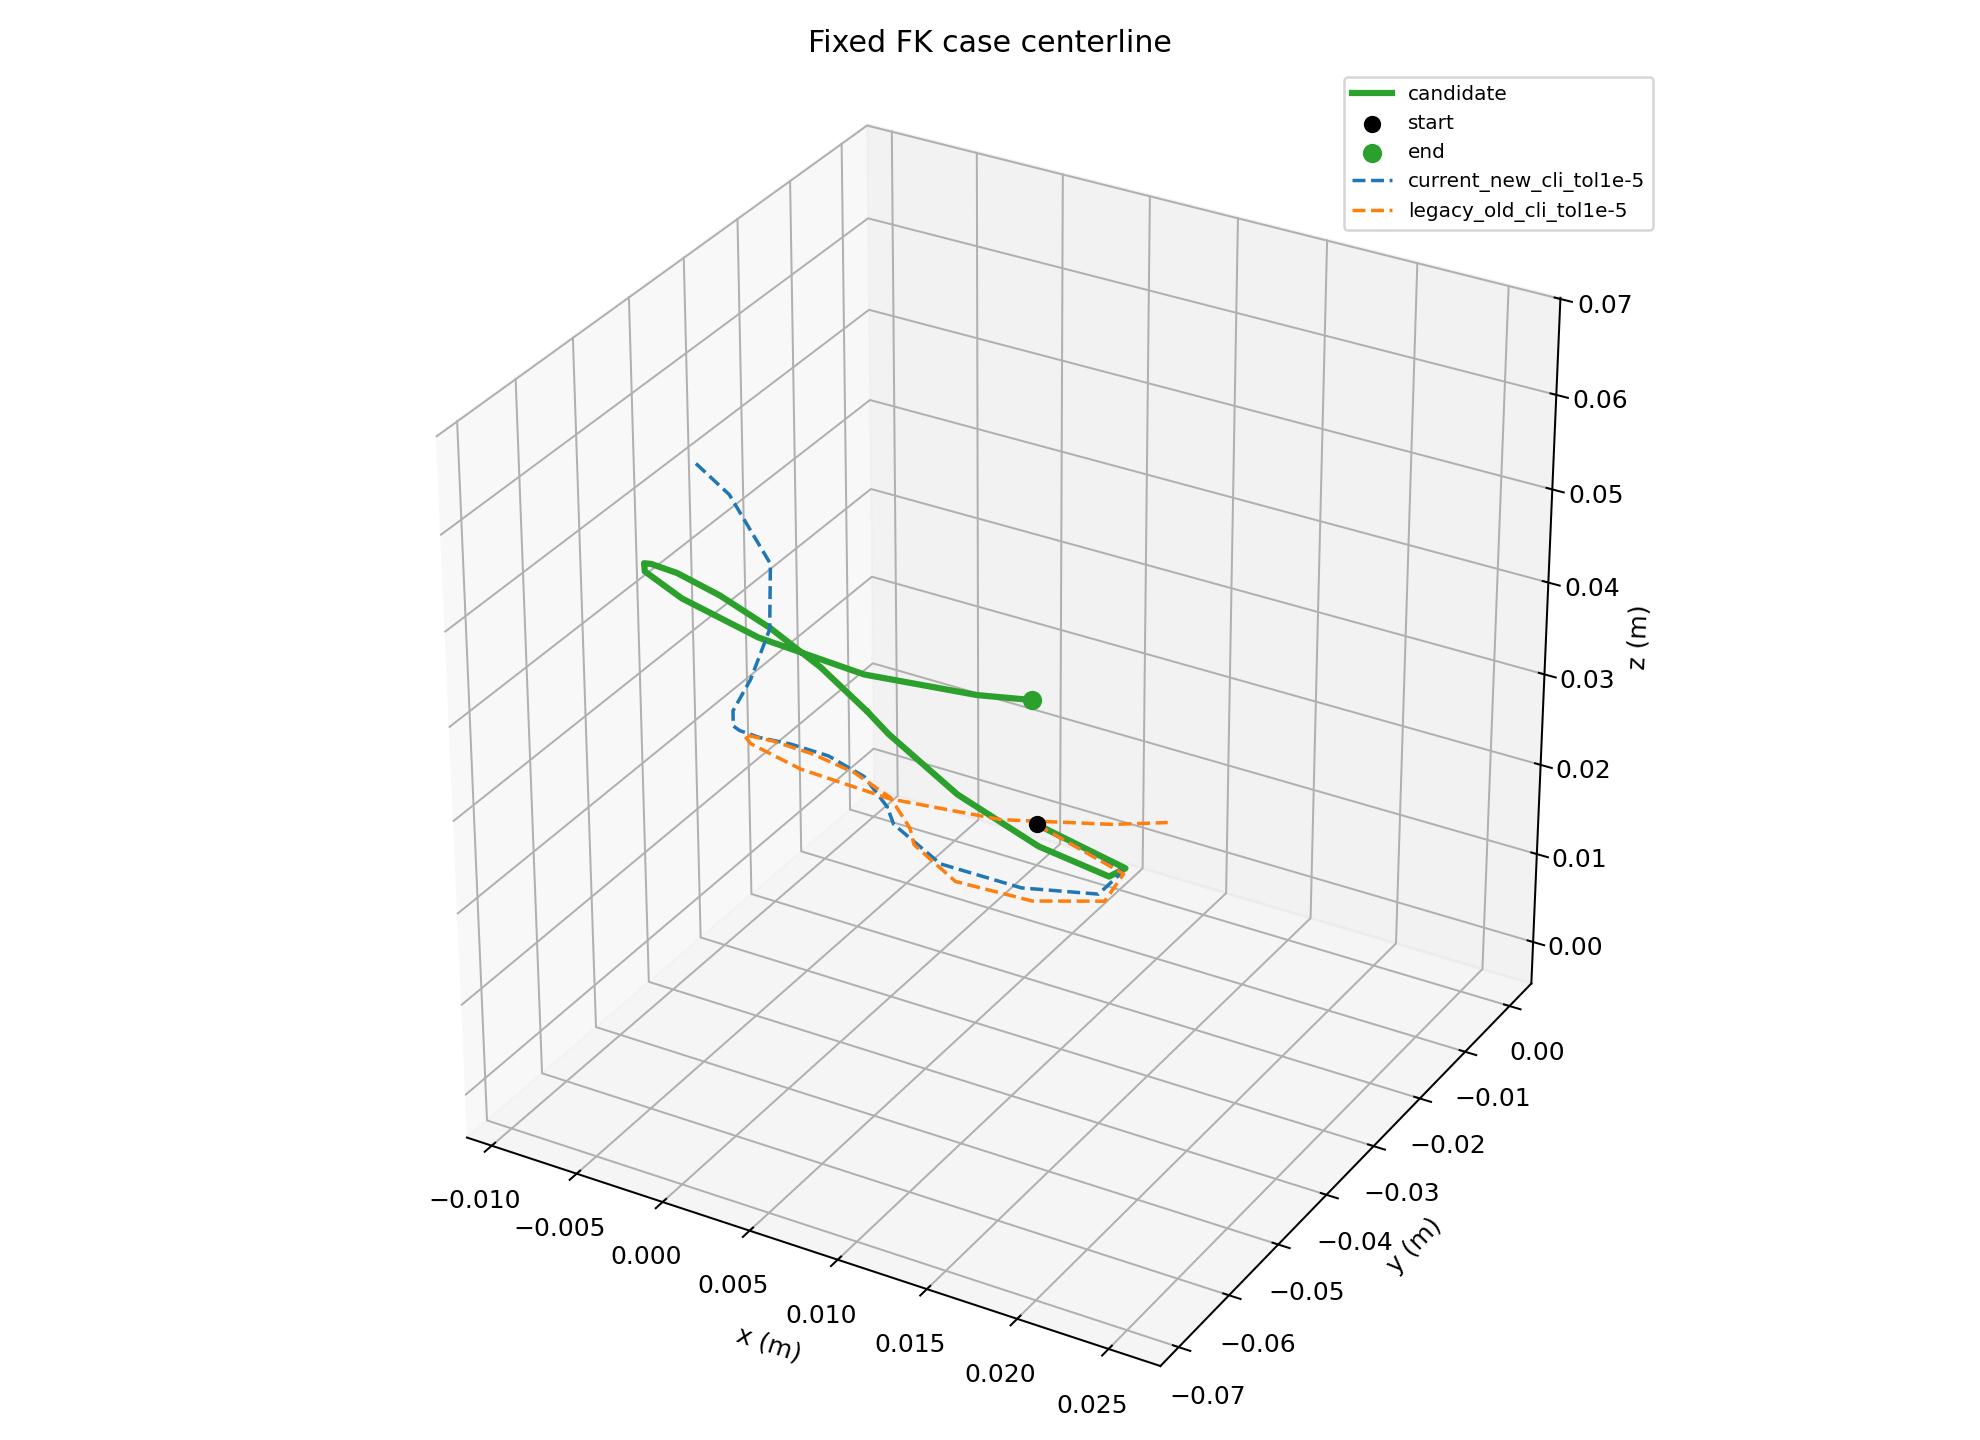 Fixed FK case centerline
candidate
start
end
current_new_cli_tol1e-5
legacy_old_cli_tol1e-5
0.07
0.06
0.05
0.04
0.03
0.02
0.01
0.00
z (m)
0.00
−0.01
−0.02
−0.03
−0.04
−0.05
−0.06
−0.07
y (m)
−0.010
−0.005
0.000
0.005
0.010
0.015
0.020
0.025
x (m)